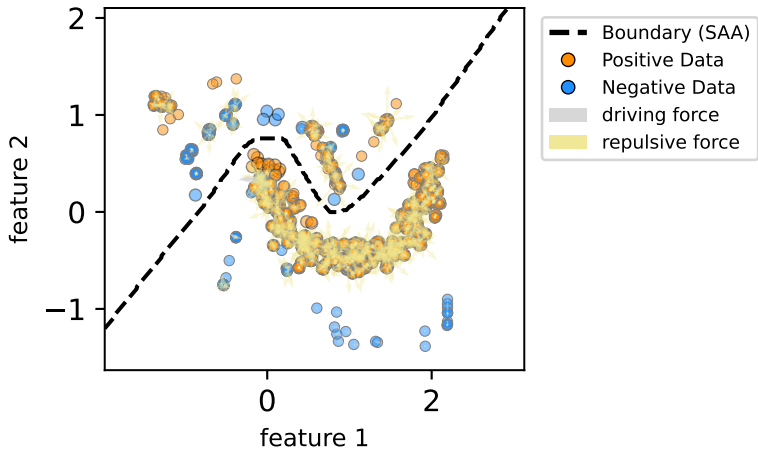 2
1
0
−1
feature 2
0
2
feature 1
Boundary (SAA)
Positive Data
Negative Data
driving force
repulsive force